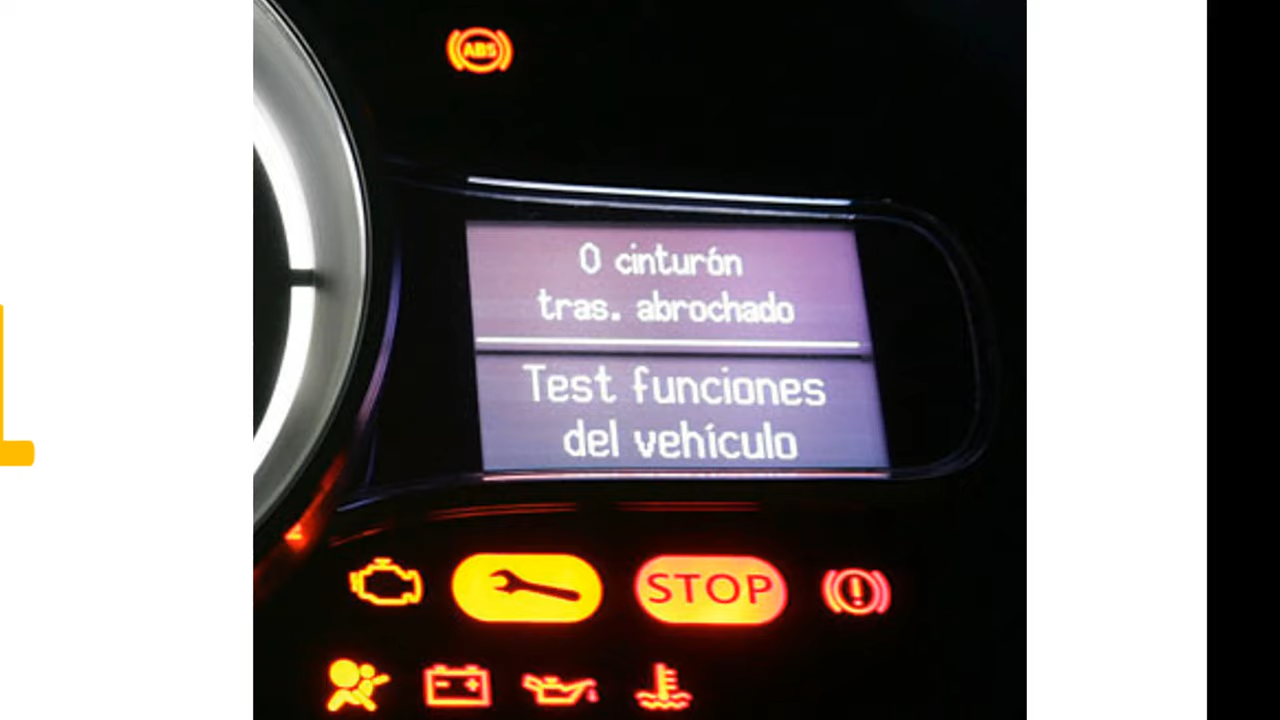 ABS
0 cinturón
tras. abrochado
Test funciones
del vehículo
STOP